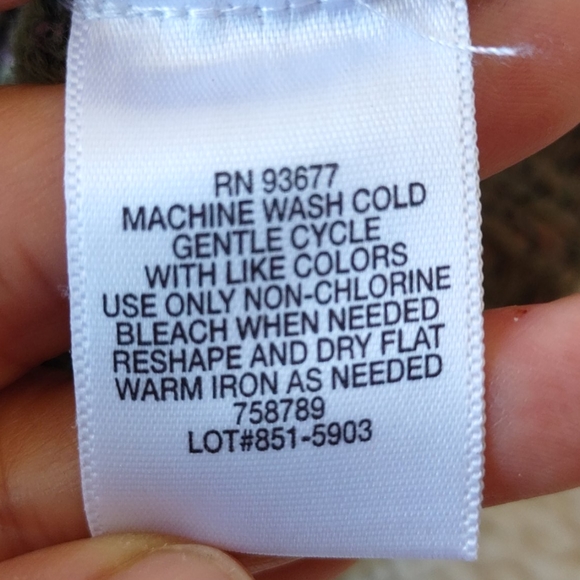 RN 93677
MACHINE WASH COLD
GENTLE CYCLE
WITH LIKE COLORS
USE ONLY NON-CHLORINE
BLEACH WHEN NEEDED
RESHAPE AND DRY FLAT
WARM IRON AS NEEDED
758789
LOT#851-5903